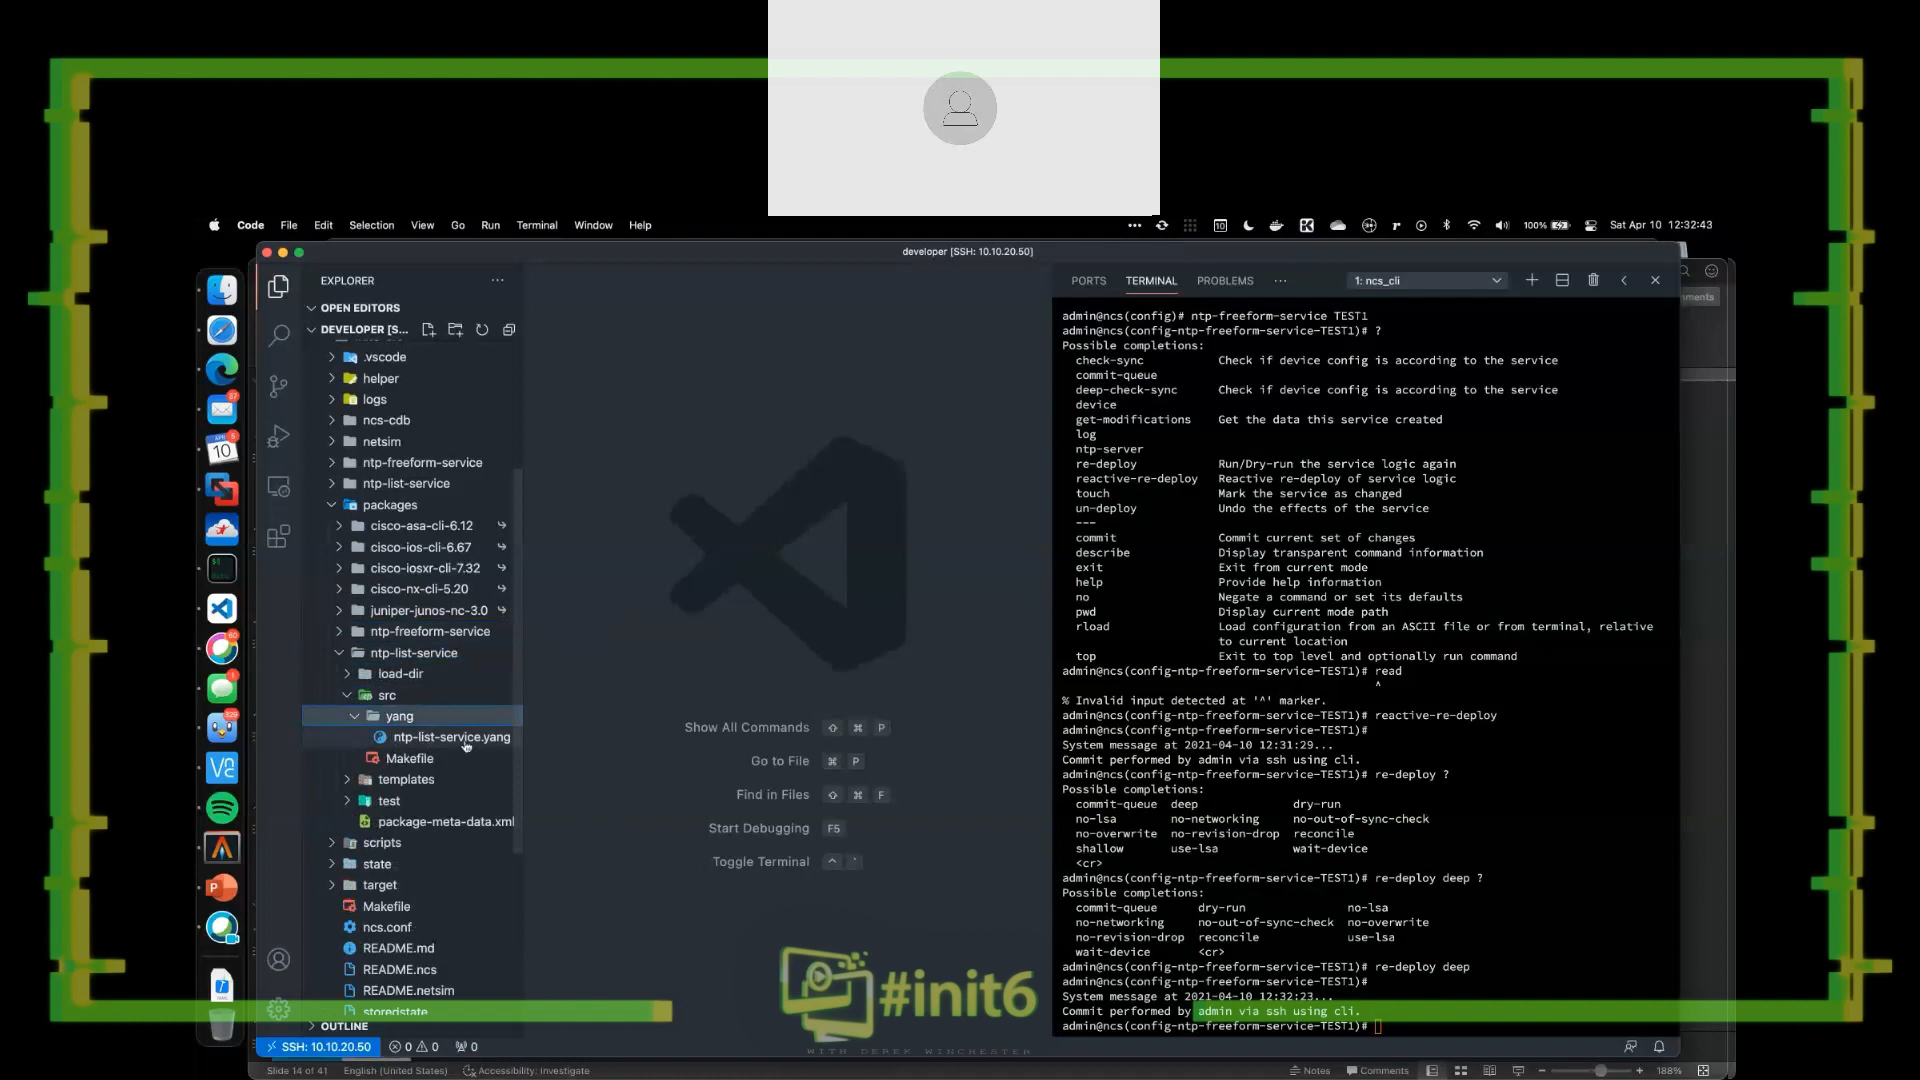 Code File Edit Selection View Go Run Terminal Window Help
100% Sat Apr 10 12:32:43
developer [SSH: 10.10.20.50]
EXPLORER
OPEN EDITORS
DEVELOPER [S...
.vscode
helper
logs
ncs-cdb
netsim
ntp-freeform-service
ntp-list-service
packages
cisco-asa-cli-6.12
cisco-ios-cli-6.67
cisco-iosxr-cli-7.32
cisco-nx-cli-5.20
juniper-junos-nc-3.0
ntp-freeform-service
ntp-list-service
load-dir
src
yang
ntp-list-service.yang
Makefile
templates
test
package-meta-data.xml
scripts
state
target
Makefile
ncs.conf
README.md
README.ncs
README.netsim
storedstate
OUTLINE
SSH: 10.10.20.50 0 0 0
Show All Commands ⇧ ⌘ P
Go to File ⌘ P
Find in Files ⇧ ⌘ F
Start Debugging F5
Toggle Terminal ^ `
#init6
WITH DEREK WINCHESTER
PORTS TERMINAL PROBLEMS ... 1: ncs_cli
admin@ncs(config)# ntp-freeform-service TEST1
admin@ncs(config-ntp-freeform-service-TEST1)# ?
Possible completions:
check-sync Check if device config is according to the service
commit-queue
deep-check-sync Check if device config is according to the service
device
get-modifications Get the data this service created
log
ntp-server
re-deploy Run/Dry-run the service logic again
reactive-re-deploy Reactive re-deploy of service logic
touch Mark the service as changed
un-deploy Undo the effects of the service
---
commit Commit current set of changes
describe Display transparent command information
exit Exit from current mode
help Provide help information
no Negate a command or set its defaults
pwd Display current mode path
rload Load configuration from an ASCII file or from terminal, relative
to current location
top Exit to top level and optionally run command
admin@ncs(config-ntp-freeform-service-TEST1)# read
^
% Invalid input detected at '^' marker.
admin@ncs(config-ntp-freeform-service-TEST1)# reactive-re-deploy
admin@ncs(config-ntp-freeform-service-TEST1)#
System message at 2021-04-10 12:31:29...
Commit performed by admin via ssh using cli.
admin@ncs(config-ntp-freeform-service-TEST1)# re-deploy ?
Possible completions:
commit-queue deep dry-run
no-lsa no-networking no-out-of-sync-check
no-overwrite no-revision-drop reconcile
shallow use-lsa wait-device
<cr>
admin@ncs(config-ntp-freeform-service-TEST1)# re-deploy deep ?
Possible completions:
commit-queue dry-run no-lsa
no-networking no-out-of-sync-check no-overwrite
no-revision-drop reconcile use-lsa
wait-device <cr>
admin@ncs(config-ntp-freeform-service-TEST1)# re-deploy deep
admin@ncs(config-ntp-freeform-service-TEST1)#
System message at 2021-04-10 12:32:23...
Commit performed by admin via ssh using cli.
admin@ncs(config-ntp-freeform-service-TEST1)#
Slide 14 of 41 English (United States) Accessibility: Investigate Notes Comments 188%